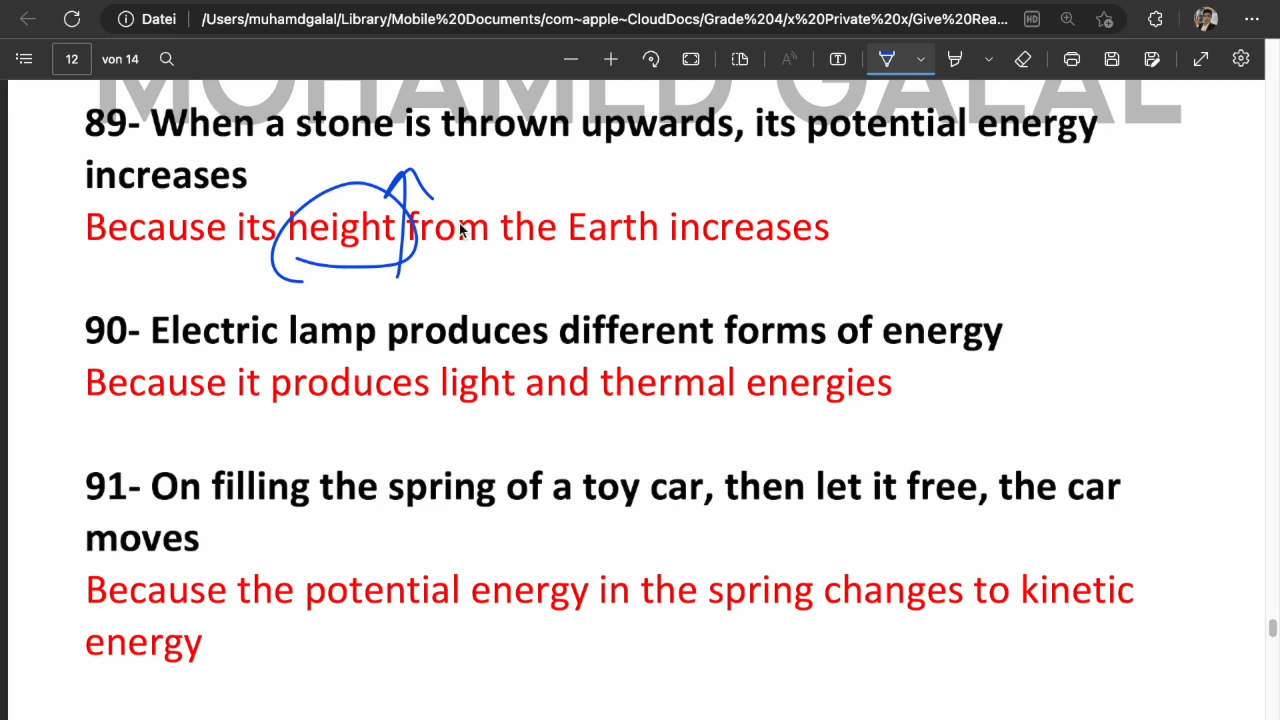 Datei
/Users/muhamdgalal/Library/Mobile%20Documents/com~apple~CloudDocs/Grade%204/x%20Private%20x/Give%20Rea...
HD
12 von 14
MOHAMED GALAL
89- When a stone is thrown upwards, its potential energy
increases
Because its height from the Earth increases
90- Electric lamp produces different forms of energy
Because it produces light and thermal energies
91- On filling the spring of a toy car, then let it free, the car
moves
Because the potential energy in the spring changes to kinetic
energy